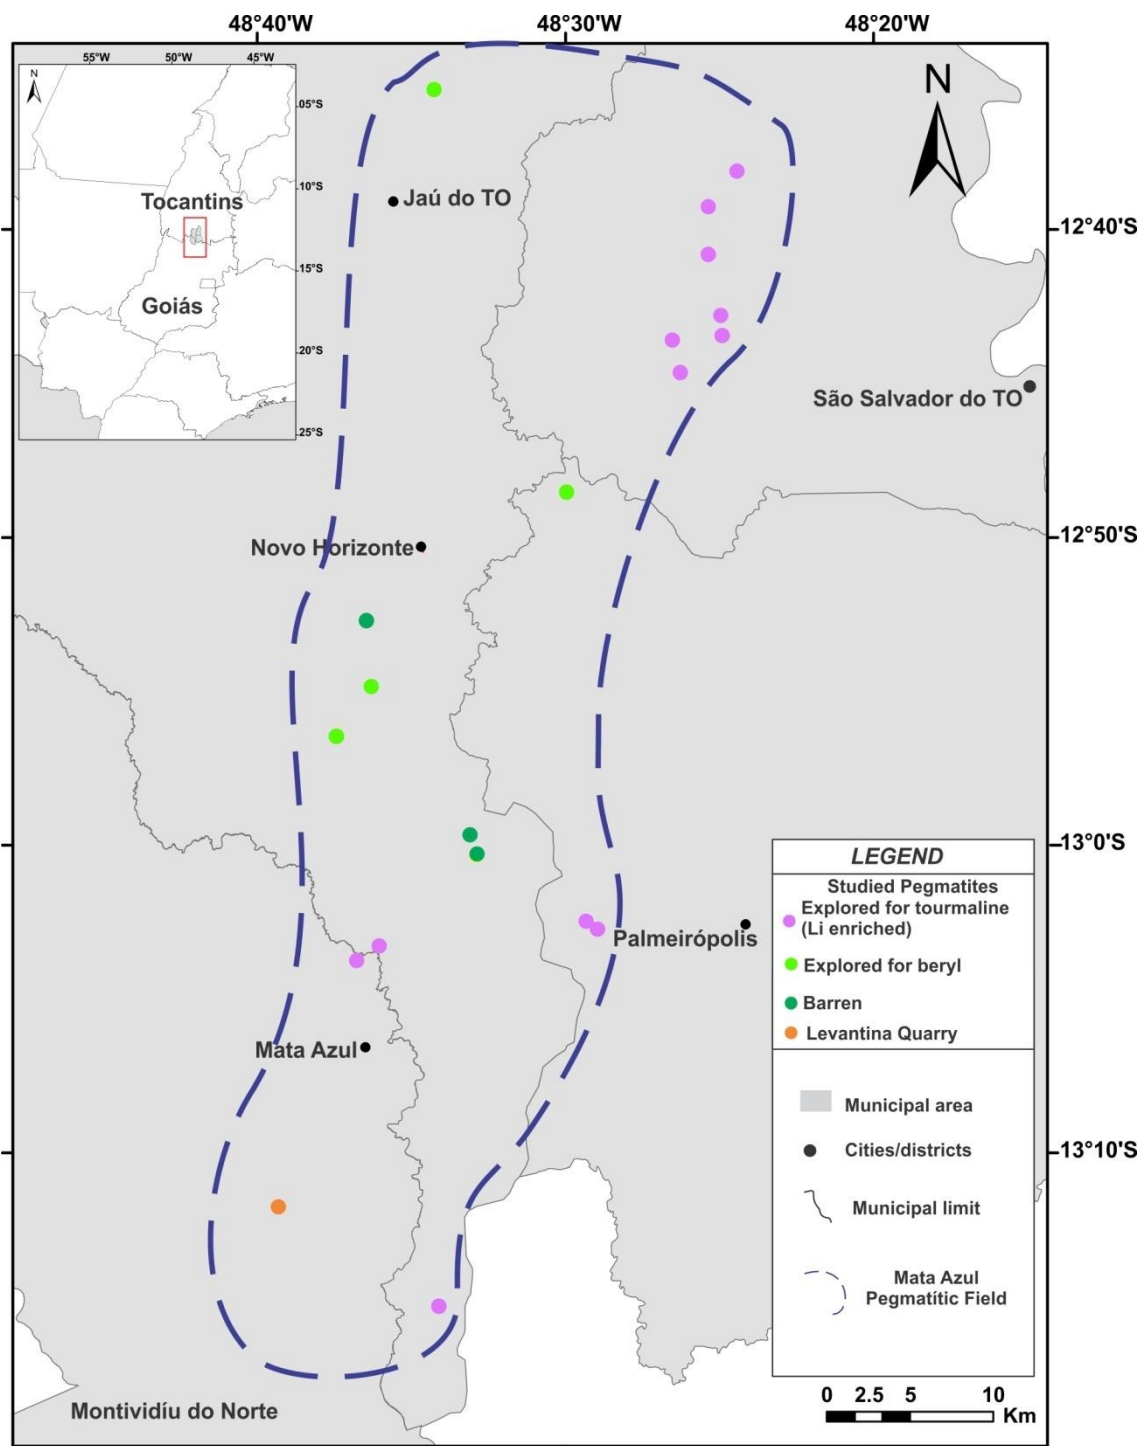 48°40'W
48°30'W
48°20'W
55°W
50°W
45°W
N
05°S
10°S
Tocantins
15°S
Goiás
20°S
25°S
N
Jaú do TO
12°40'S
São Salvador do TO
Novo Horizonte
12°50'S
13°0'S
LEGEND
Studied Pegmatites
Explored for tourmaline
(Li enriched)
Explored for beryl
Barren
Levantina Quarry
Palmeirópolis
Mata Azul
Municipal area
Cities/districts
13°10'S
Municipal limit
Mata Azul
Pegmatític Field
Montividíu do Norte
0 2.5 5 10
Km